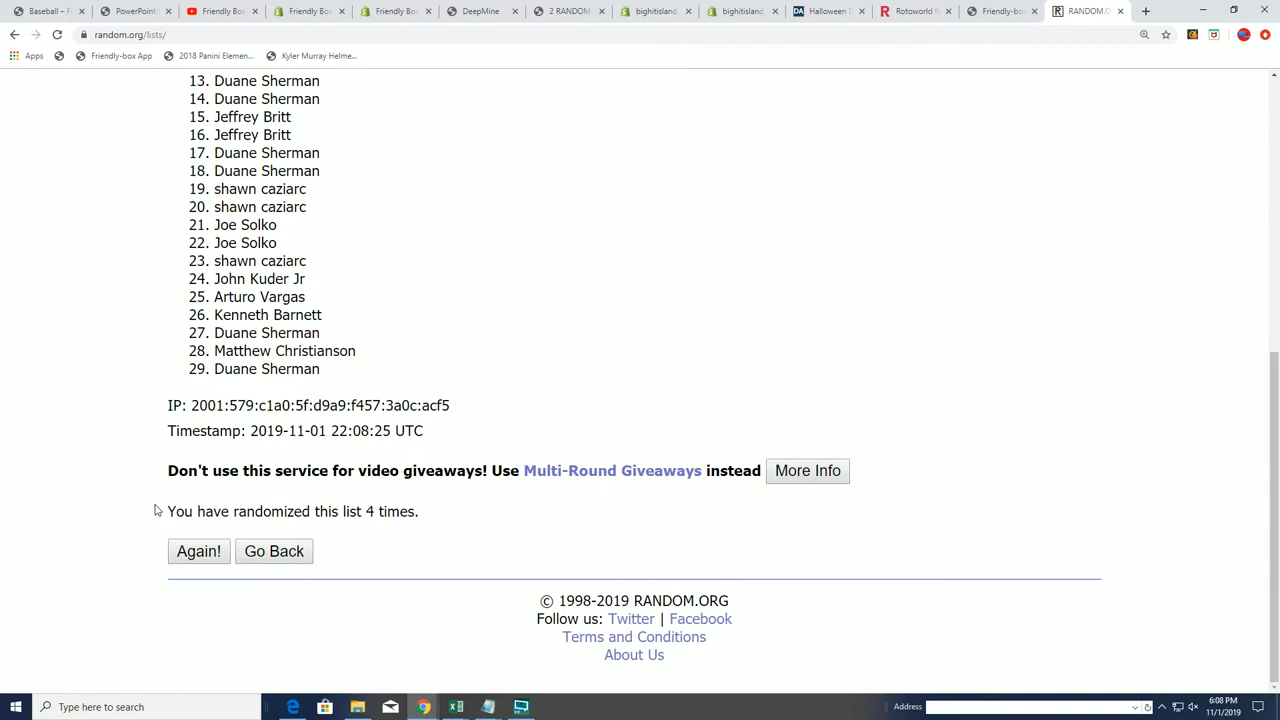 Baseball – F
PowerPoint
Friendly Box
Friendly Box
Friendly Box
DeepMine
2 RANDOM
bighitisland
bighitisland
DA
Halloween D
Rotoworld f
Friendly-box
RANDOM.O
random.org/lists/
Apps
Friendly-box App
2018 Panini Elemen...
Kyler Murray Helme...
13. Duane Sherman
14. Duane Sherman
15. Jeffrey Britt
16. Jeffrey Britt
17. Duane Sherman
18. Duane Sherman
19. shawn caziarc
20. shawn caziarc
21. Joe Solko
22. Joe Solko
23. shawn caziarc
24. John Kuder Jr
25. Arturo Vargas
26. Kenneth Barnett
27. Duane Sherman
28. Matthew Christianson
29. Duane Sherman
IP: 2001:579:c1a0:5f:d9a9:f457:3a0c:acf5
Timestamp: 2019-11-01 22:08:25 UTC
Don't use this service for video giveaways! Use Multi-Round Giveaways instead More Info
You have randomized this list 4 times.
Again! Go Back
© 1998-2019 RANDOM.ORG
Follow us: Twitter | Facebook
Terms and Conditions
About Us
Type here to search
Address
6:08 PM
11/1/2019